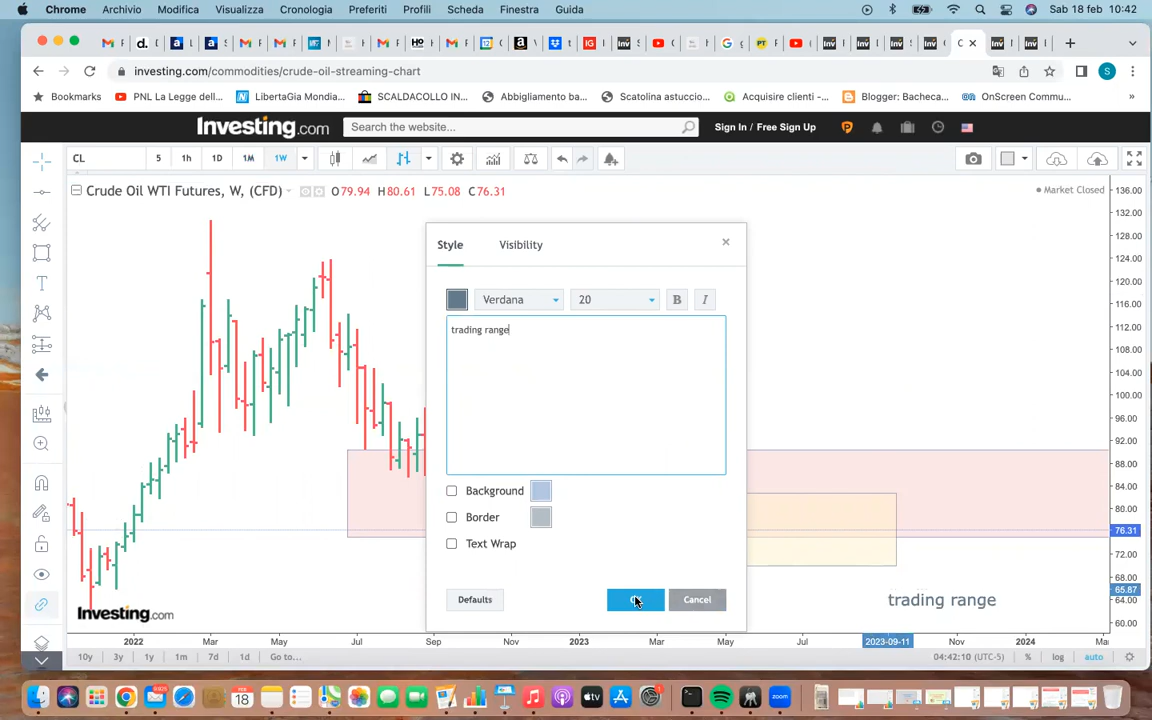 Chrome Archivio Modifica Visualizza Cronologia Preferiti Profili Scheda Finestra Guida Sab 18 feb 10:42
investing.com/commodities/crude-oil-streaming-chart
Bookmarks PNL La Legge dell... LibertaGia Mondia... SCALDACOLLO IN... Abbigliamento ba... Scatolina astuccio... Acquisire clienti -... Blogger: Bacheca... OnScreen Commu... »
Investing.com Search the website... Sign In / Free Sign Up
CL 5 1h 1D 1M 1W
Crude Oil WTI Futures, W, (CFD) O79.94 H80.61 L75.08 C76.31
Market Closed
136.00
132.00
128.00
124.00
120.00
116.00
112.00
108.00
104.00
100.00
96.00
92.00
88.00
84.00
80.00
76.31
72.00
68.00
65.87
64.00
60.00
Style Visibility
Verdana 20 B I
trading range
Background
Border
Text Wrap
Defaults Cancel
trading range
Investing.com
2022 Mar May Jul Sep Nov 2023 Mar May Jul 2023-09-11 Nov 2024
10y 3y 1y 1m 7d 1d Go to... 04:42:10 (UTC-5) % log auto
zoom